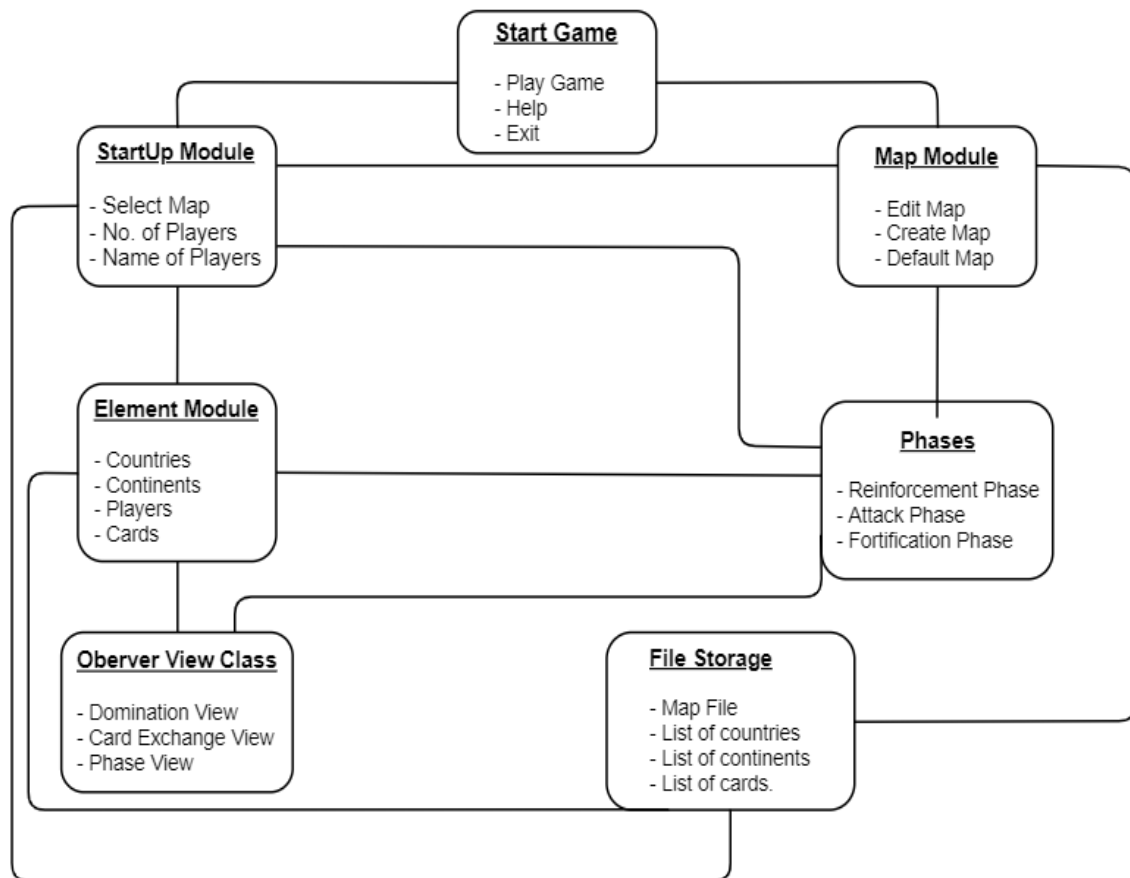 Start Game
- Play Game
- Help
- Exit
StartUp Module
- Select Map
- No. of Players
- Name of Players
Map Module
- Edit Map
- Create Map
- Default Map
Element Module
- Countries
- Continents
- Players
- Cards
Phases
- Reinforcement Phase
- Attack Phase
- Fortification Phase
Oberver View Class
- Domination View
- Card Exchange View
- Phase View
File Storage
- Map File
- List of countries
- List of continents
- List of cards.